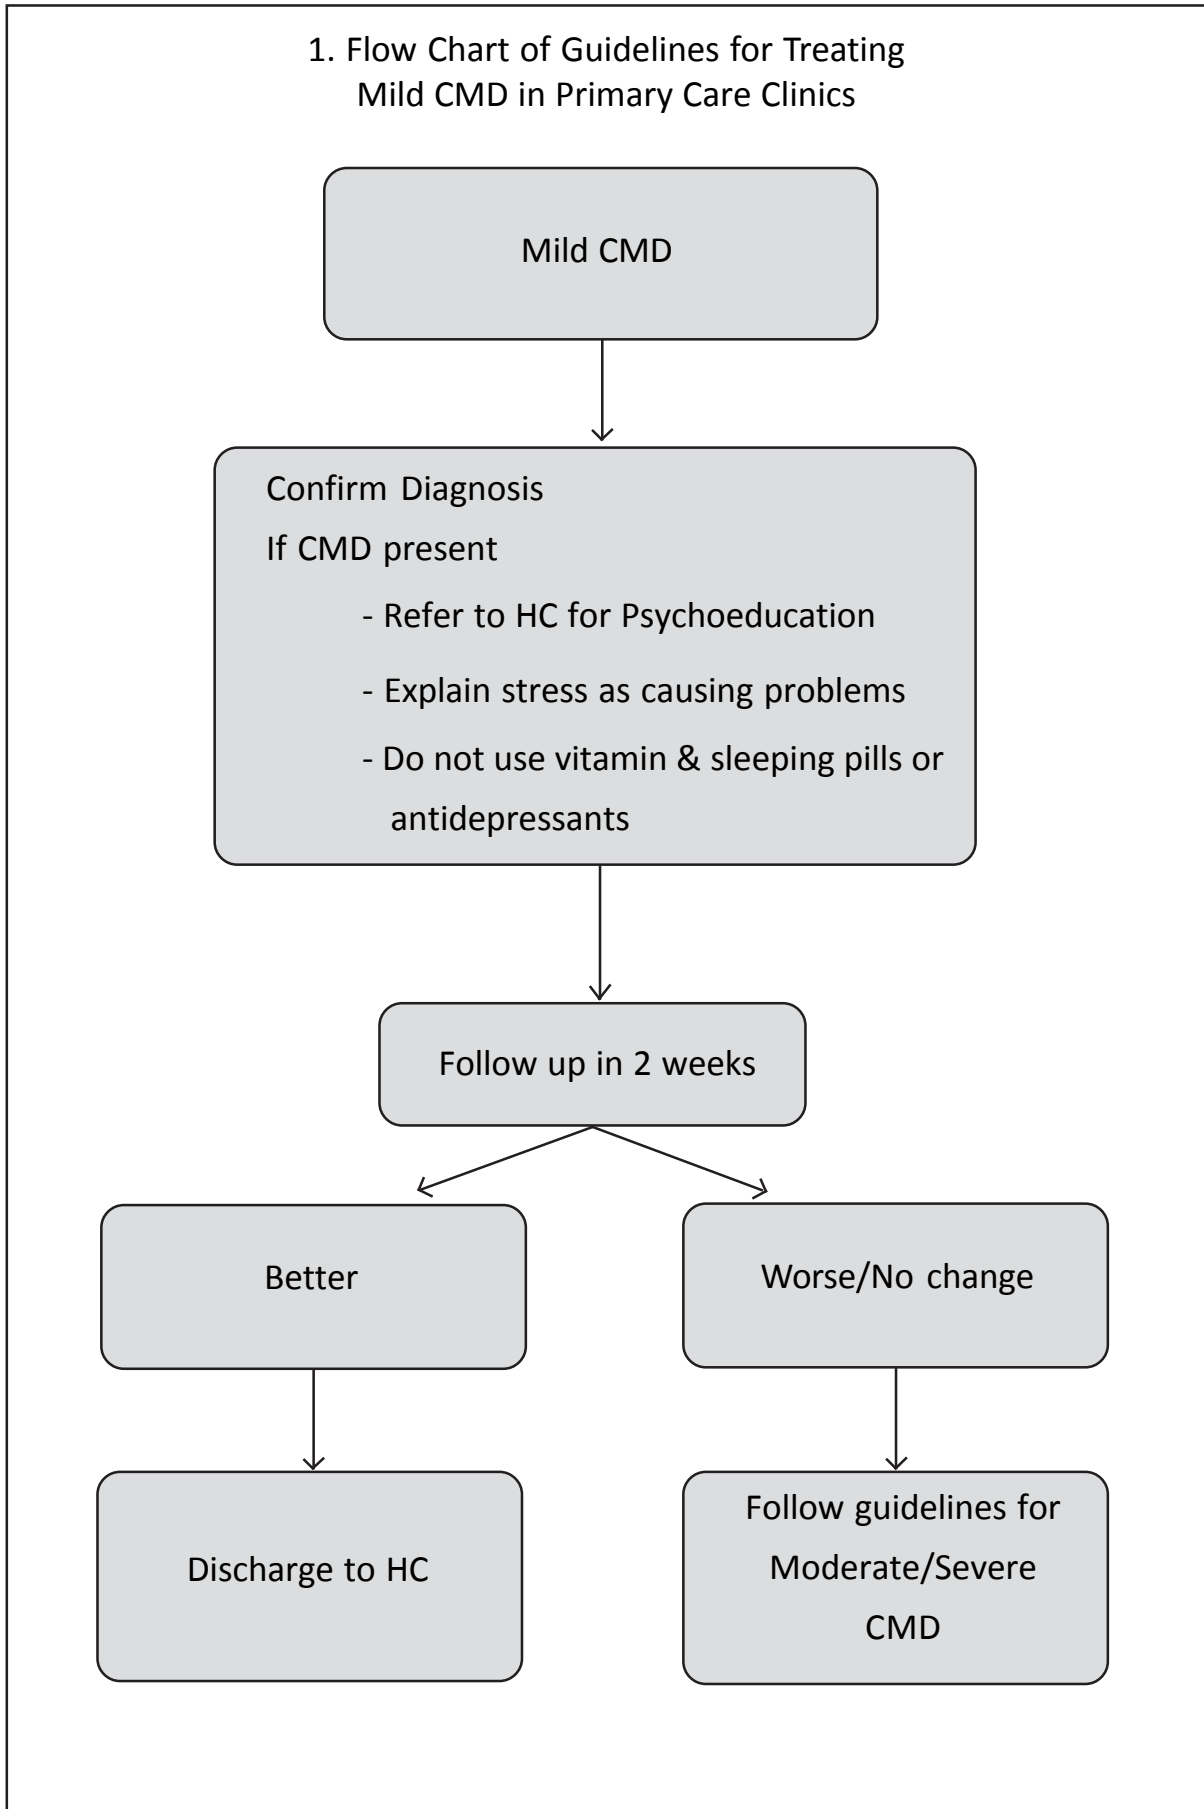 1. Flow Chart of Guidelines for Treating
Mild CMD in Primary Care Clinics
Mild CMD
Confirm Diagnosis
If CMD present
- Refer to HC for Psychoeducation
- Explain stress as causing problems
- Do not use vitamin & sleeping pills or
antidepressants
Follow up in 2 weeks
Better
Worse/No change
Discharge to HC
Follow guidelines for
Moderate/Severe
CMD